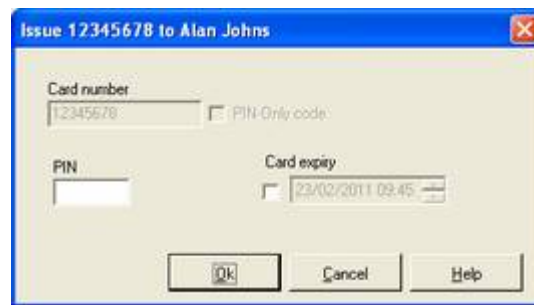 Issue 12345678 to Alan Johns
Card number
12345678 PIN-Only code
PIN Card expiry
23/02/2011 09:45
Ok Cancel Help